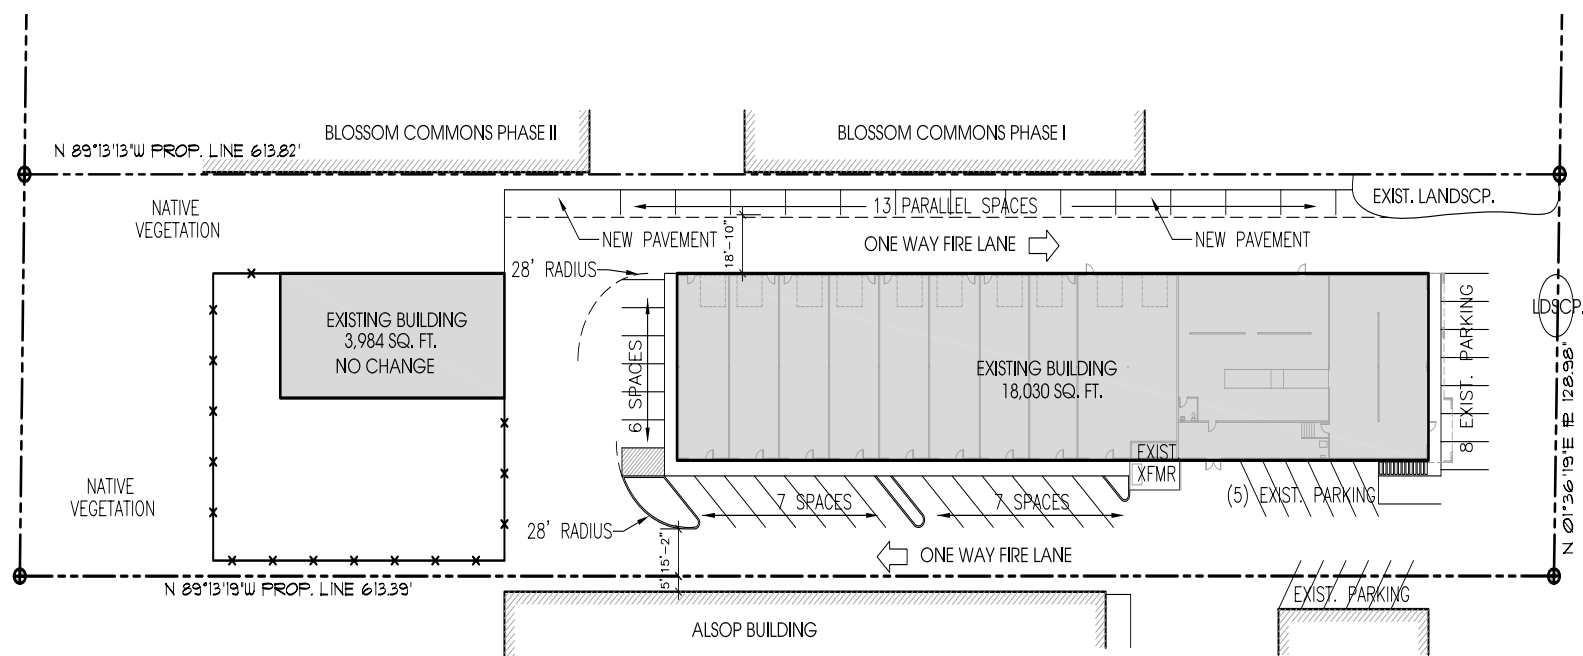 BLOSSOM COMMONS PHASE II
BLOSSOM COMMONS PHASE I
N 89°13'13"W PROP. LINE 613.82'
NATIVE
VEGETATION
EXIST. LANDSCP.
13 PARALLEL SPACES
NEW PAVEMENT
18'-10"
ONE WAY FIRE LANE
NEW PAVEMENT
28' RADIUS
LDSCP.
EXISTING BUILDING
3,984 SQ. FT.
NO CHANGE
6 SPACES
EXISTING BUILDING
18,030 SQ. FT.
8 EXIST. PARKING
N 01°36'19"E PL 128.98'
EXIST.
XFMR
NATIVE
VEGETATION
7 SPACES
7 SPACES
(5) EXIST. PARKING
28' RADIUS
15'-2"
5'
ONE WAY FIRE LANE
N 89°13'19"W PROP. LINE 613.39'
EXIST. PARKING
ALSOP BUILDING